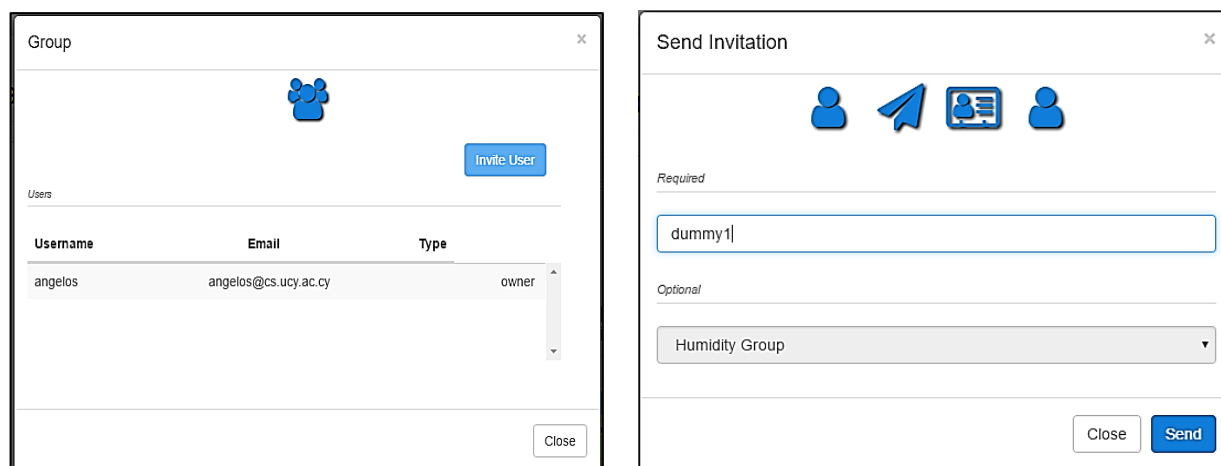 Group ×
Invite User
Users
Username Email Type
angelos angelos@cs.ucy.ac.cy owner
Close
Send Invitation ×
Required
dummy1
Optional
Humidity Group
Close Send